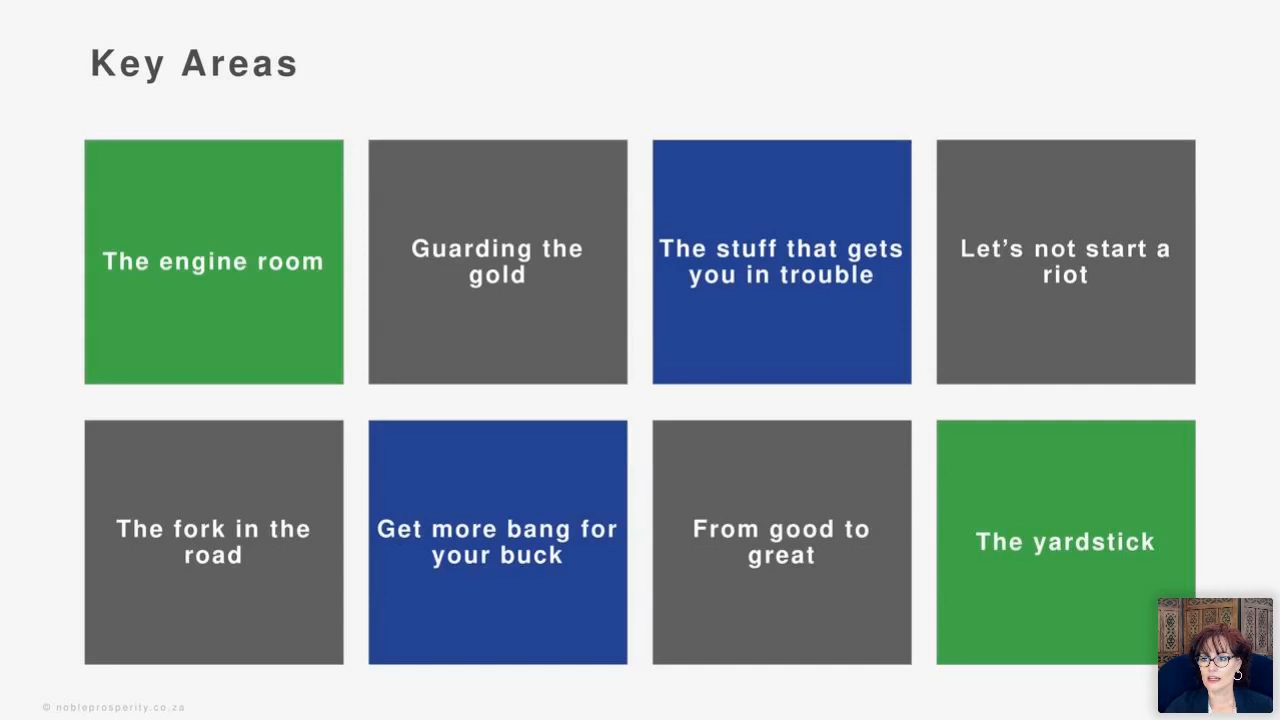 Key Areas
The engine room
Guarding the
gold
The stuff that gets
you in trouble
Let’s not start a
riot
The fork in the
road
Get more bang for
your buck
From good to
great
The yardstick
© nobleprosperity.co.za